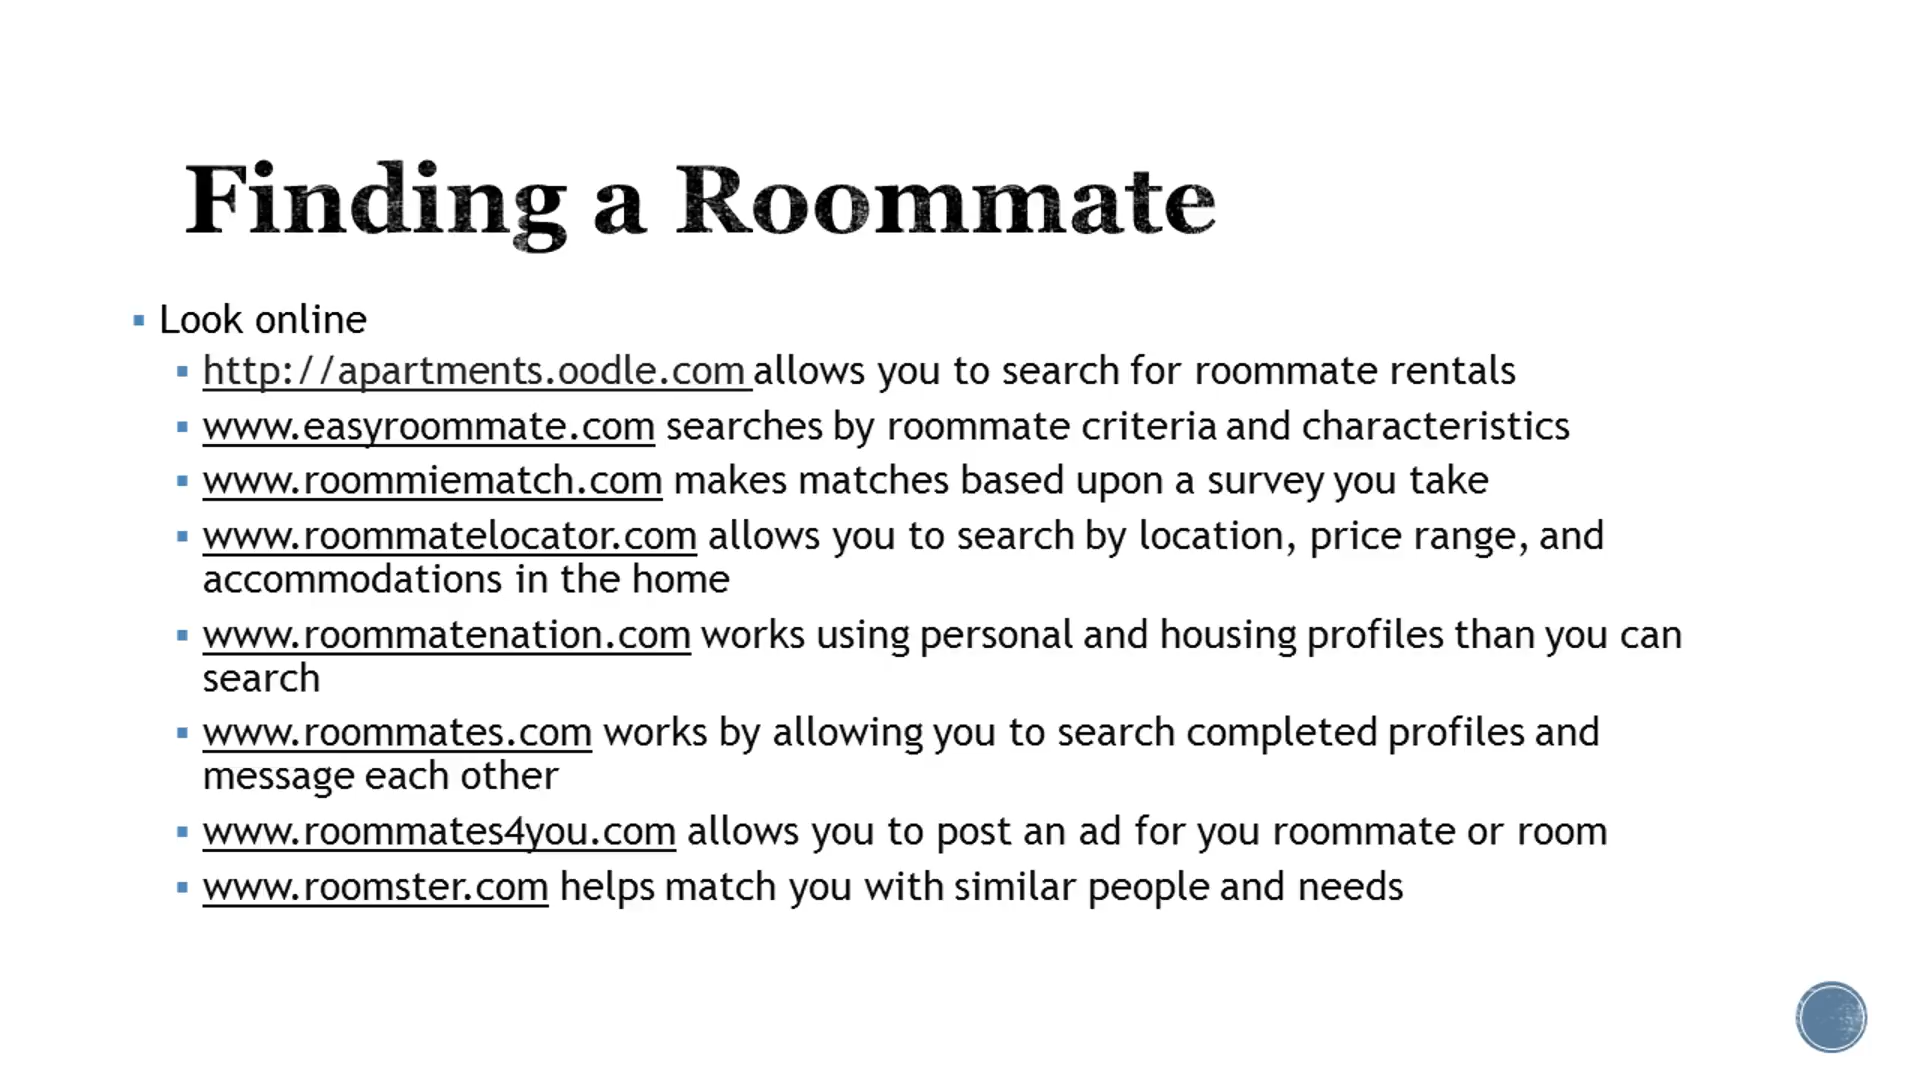 Finding a Roommate
Look online
http://apartments.oodle.com allows you to search for roommate rentals
www.easyroommate.com searches by roommate criteria and characteristics
www.roommiematch.com makes matches based upon a survey you take
www.roommatelocator.com allows you to search by location, price range, and
accommodations in the home
www.roommatenation.com works using personal and housing profiles than you can
search
www.roommates.com works by allowing you to search completed profiles and
message each other
www.roommates4you.com allows you to post an ad for you roommate or room
www.roomster.com helps match you with similar people and needs